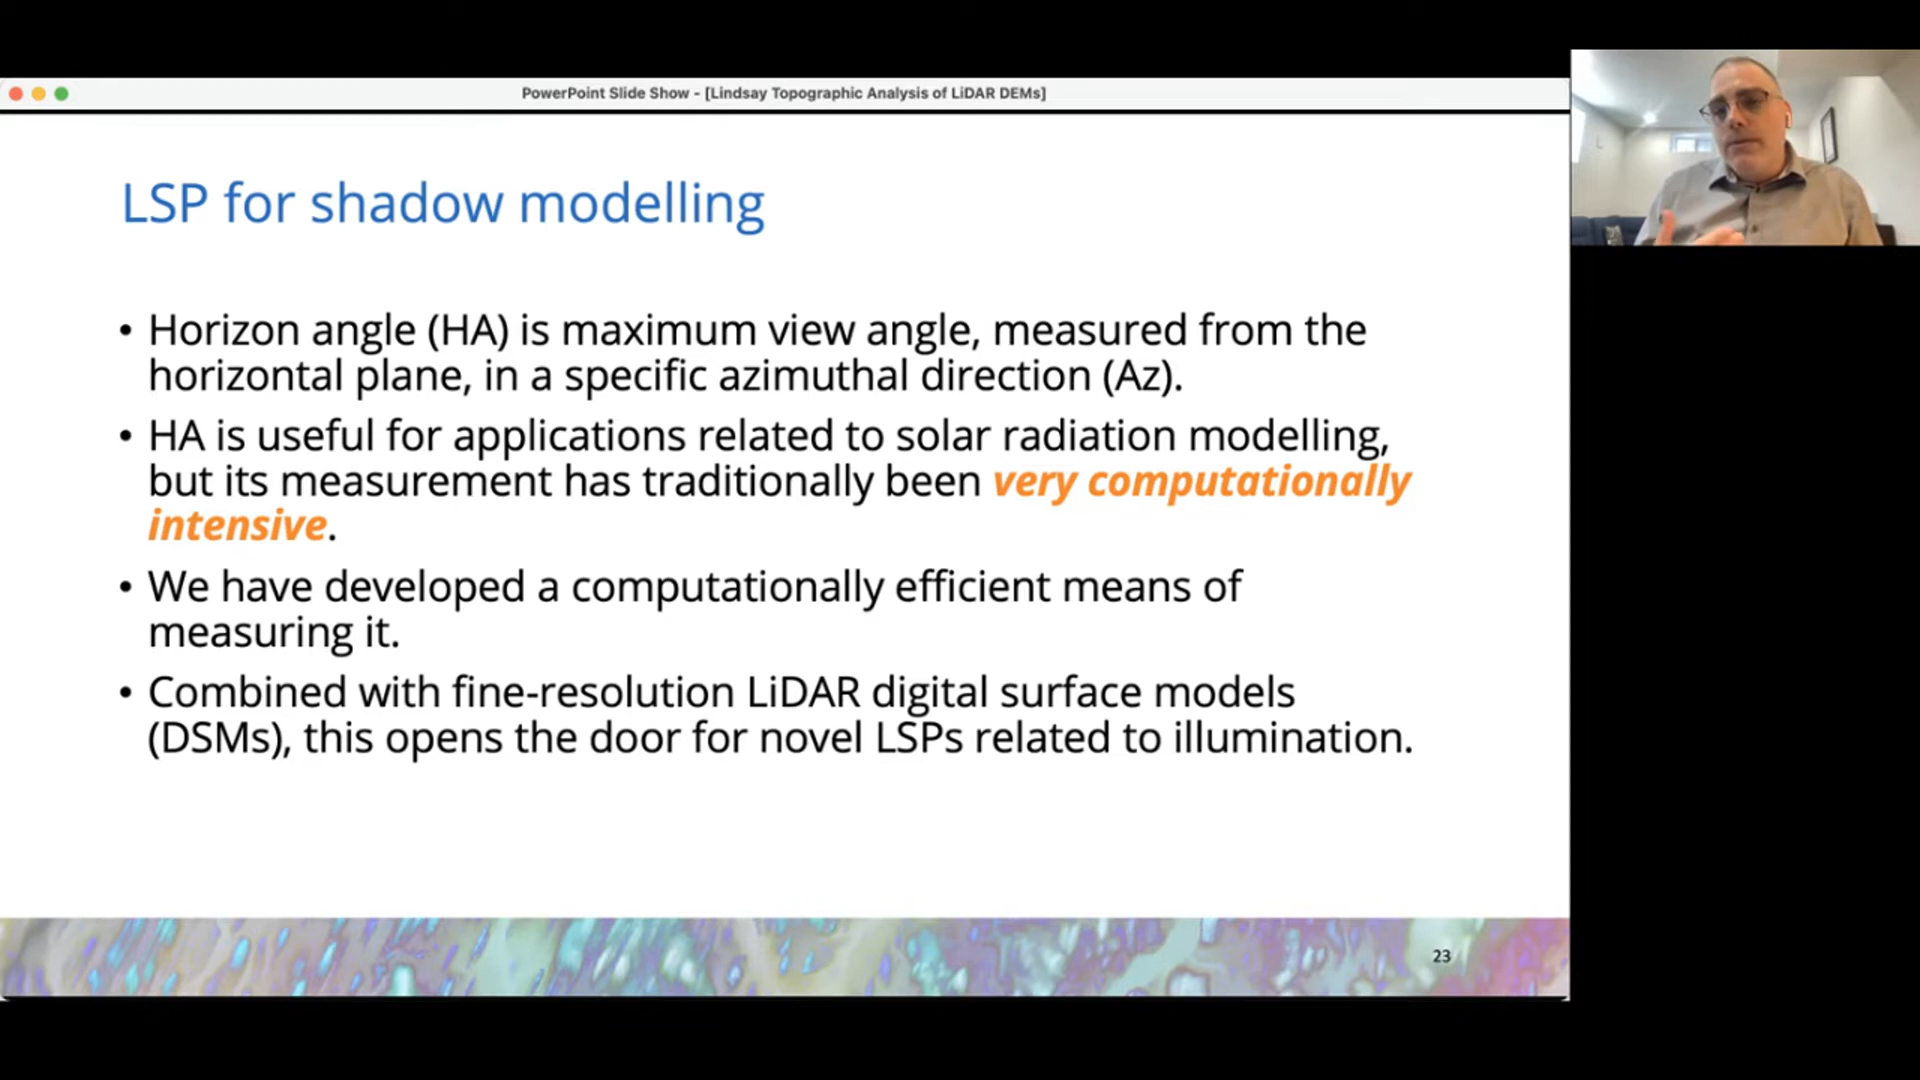 PowerPoint Slide Show - [Lindsay Topographic Analysis of LiDAR DEMs]
LSP for shadow modelling
• Horizon angle (HA) is maximum view angle, measured from the
horizontal plane, in a specific azimuthal direction (Az).
• HA is useful for applications related to solar radiation modelling,
but its measurement has traditionally been very computationally
intensive.
• We have developed a computationally efficient means of
measuring it.
• Combined with fine-resolution LiDAR digital surface models
(DSMs), this opens the door for novel LSPs related to illumination.
23